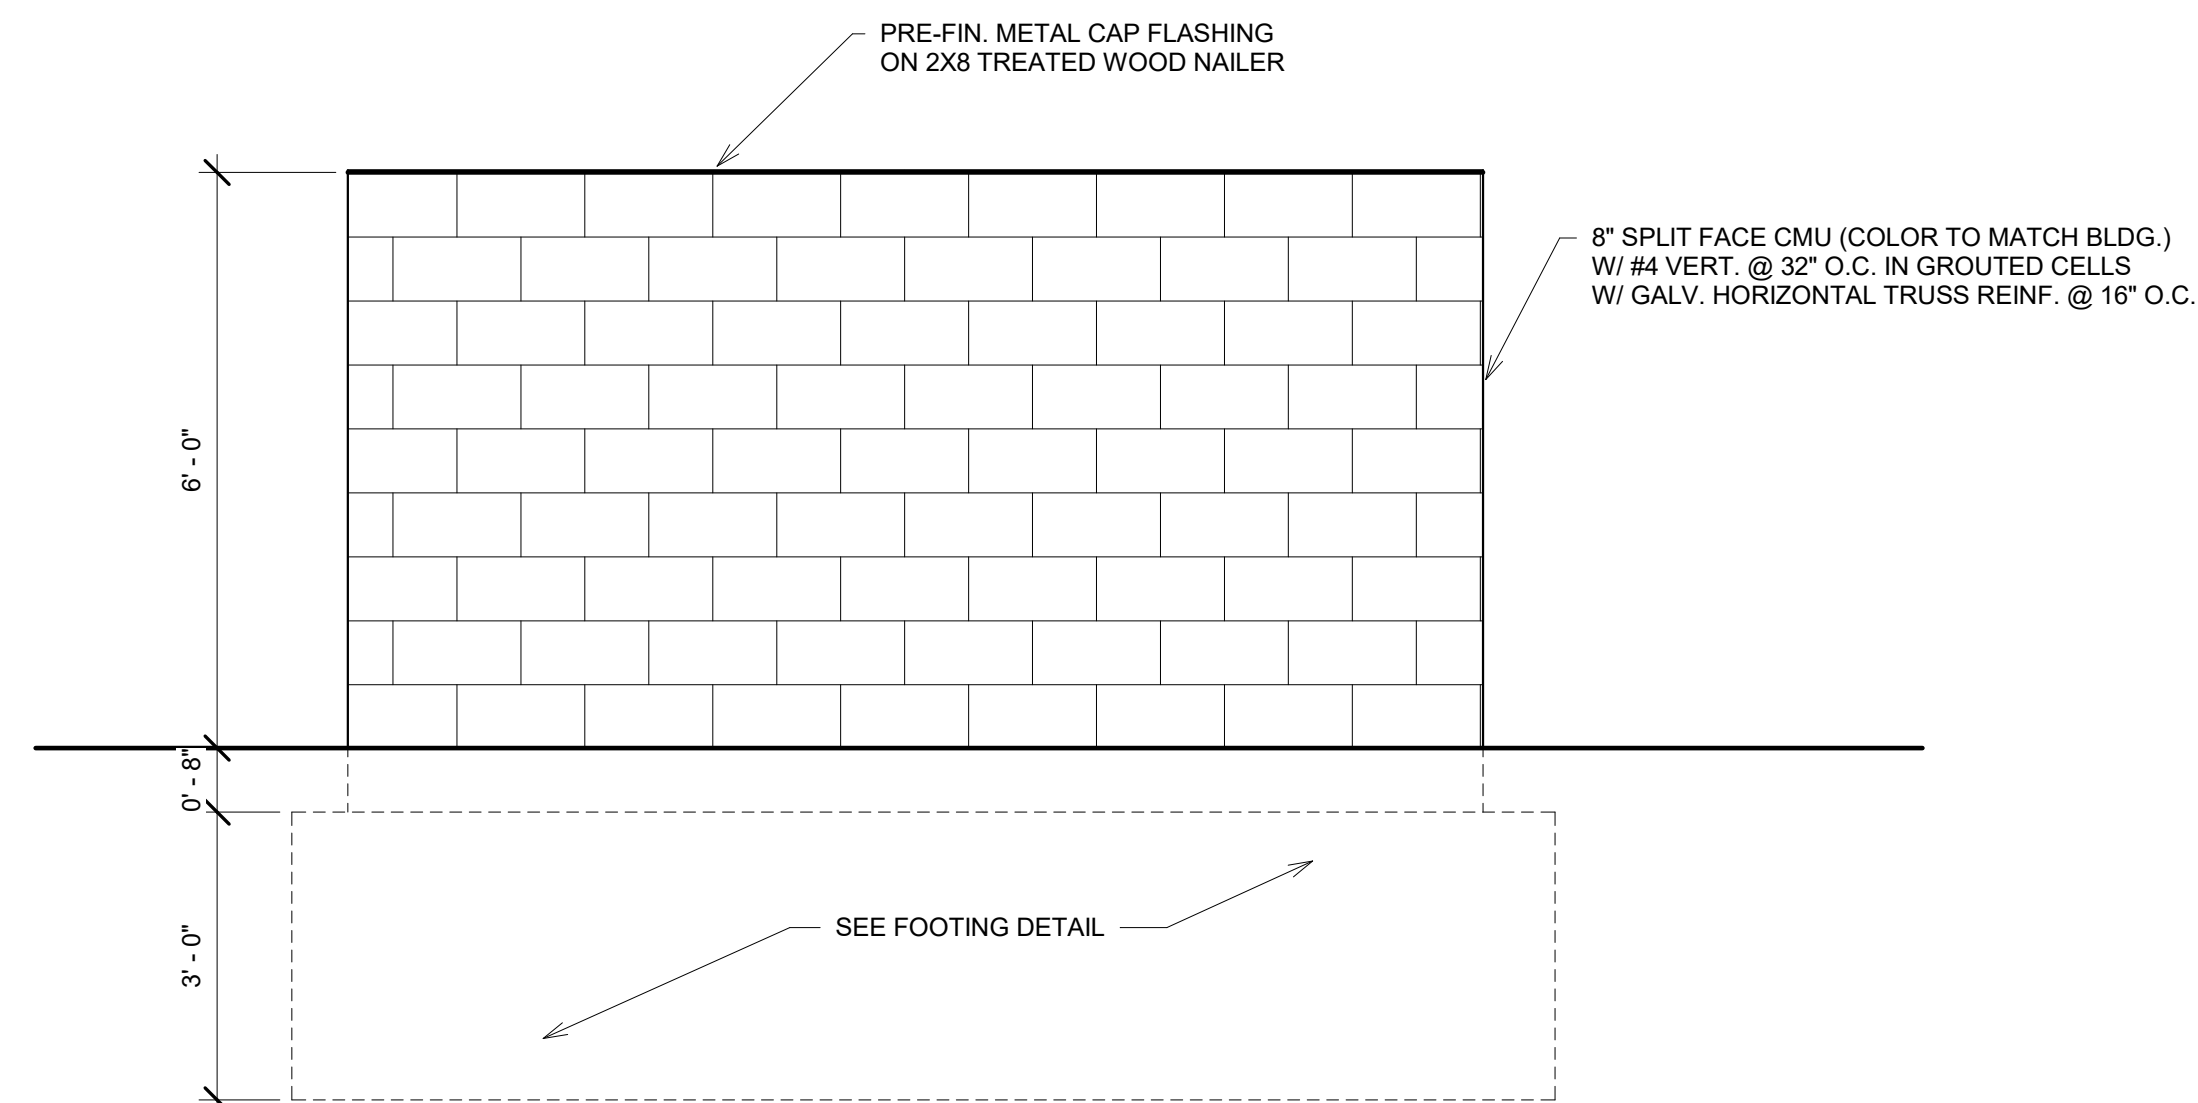 PRE-FIN. METAL CAP FLASHING
ON 2X8 TREATED WOOD NAILER
8" SPLIT FACE CMU (COLOR TO MATCH BLDG.)
W/ #4 VERT. @ 32" O.C. IN GROUTED CELLS
W/ GALV. HORIZONTAL TRUSS REINF. @ 16" O.C.
6' - 0"
0' - 8"
3' - 0"
SEE FOOTING DETAIL